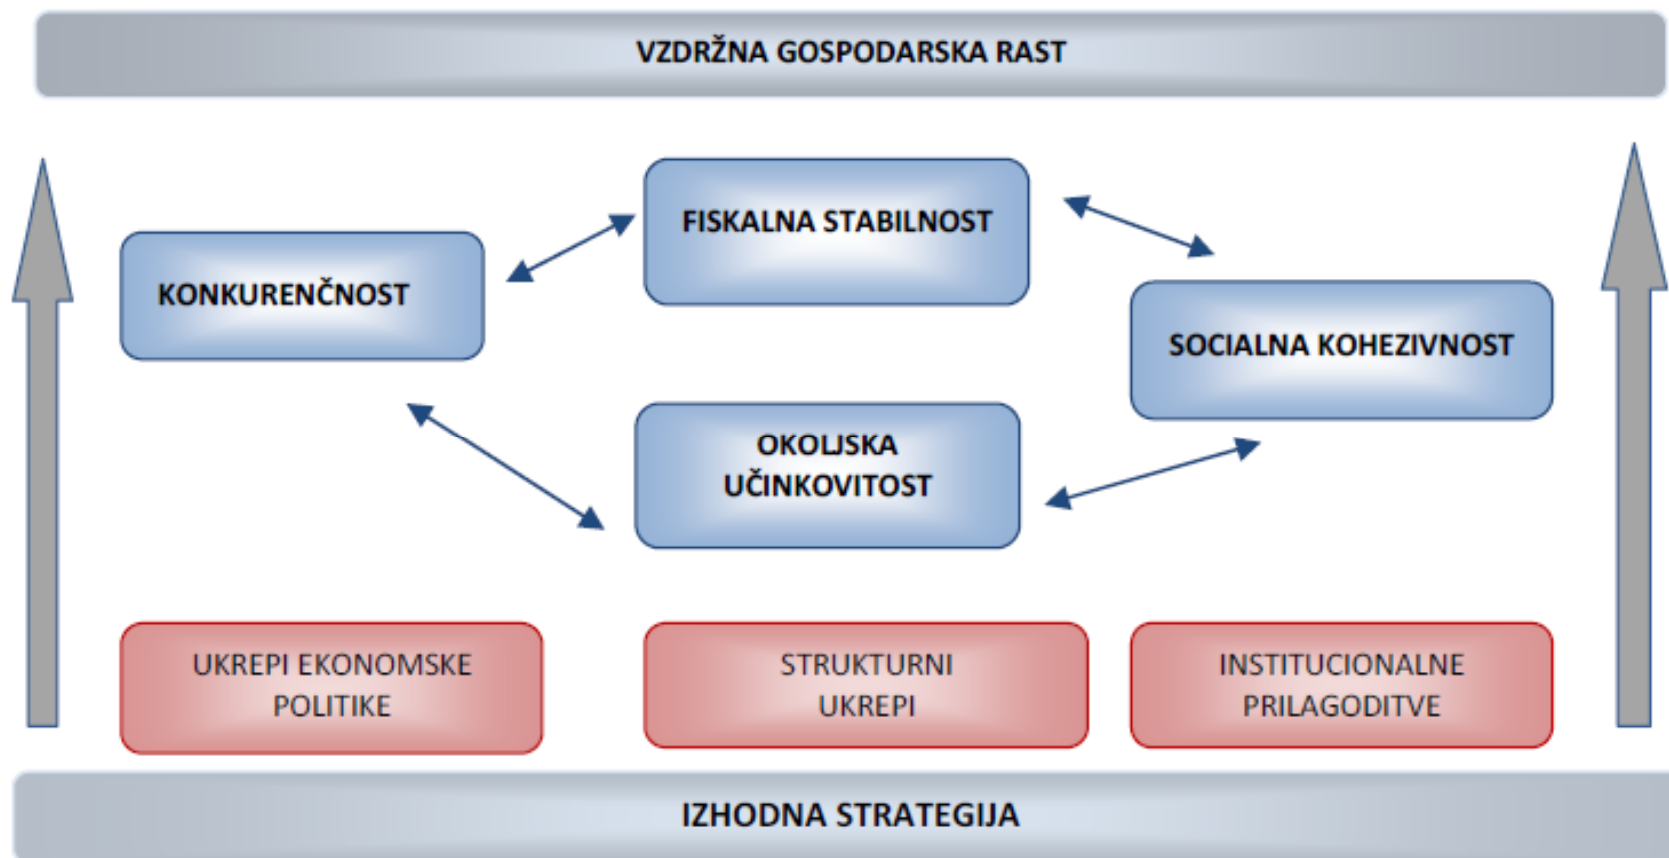 VZDRŽNA GOSPODARSKA RAST
FISKALNA STABILNOST
KONKURENČNOST
SOCIALNA KOHEZIVNOST
OKOLJSKA
UČINKOVITOST
UKREPI EKONOMSKE
POLITIKE
STRUKTURNI
UKREPI
INSTITUCIONALNE
PRILAGODITVE
IZHODNA STRATEGIJA